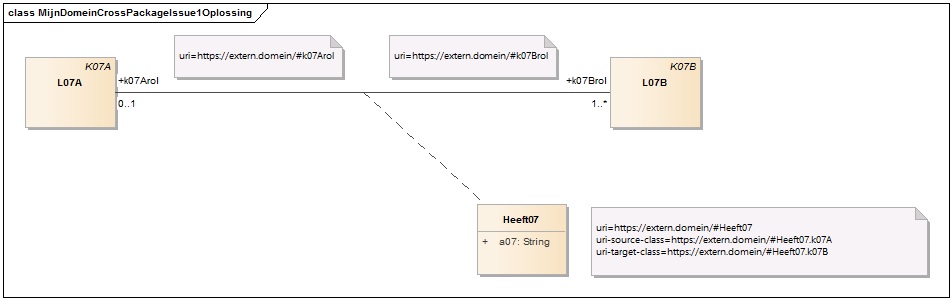 class MijnDomeinCrossPackageIssue1Oplossing
uri=https://extern.domein/#k07Arol
uri=https://extern.domein/#k07Brol
K07A
L07A
+k07Arol
0..1
+k07Brol
1..*
K07B
L07B
Heeft07
+ a07: String
uri=https://extern.domein/#Heeft07
uri-source-class=https://extern.domein/#Heeft07.k07A
uri-target-class=https://extern.domein/#Heeft07.k07B